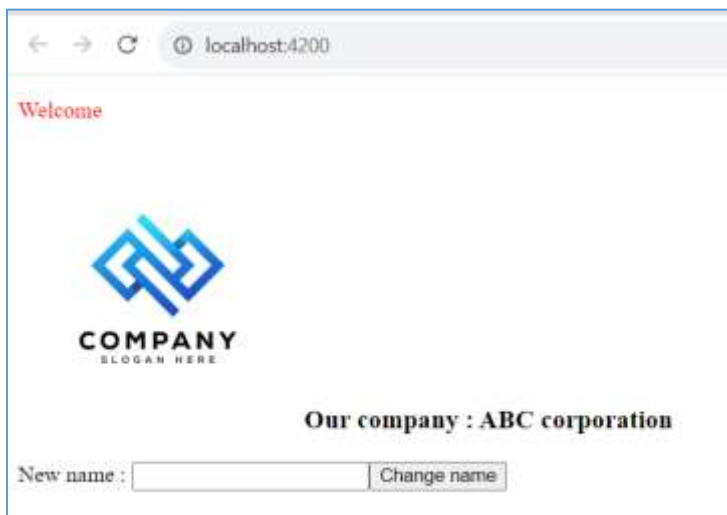 localhost:4200
Welcome
COMPANY
SLOGAN HERE
Our company : ABC corporation
New name :
Change name